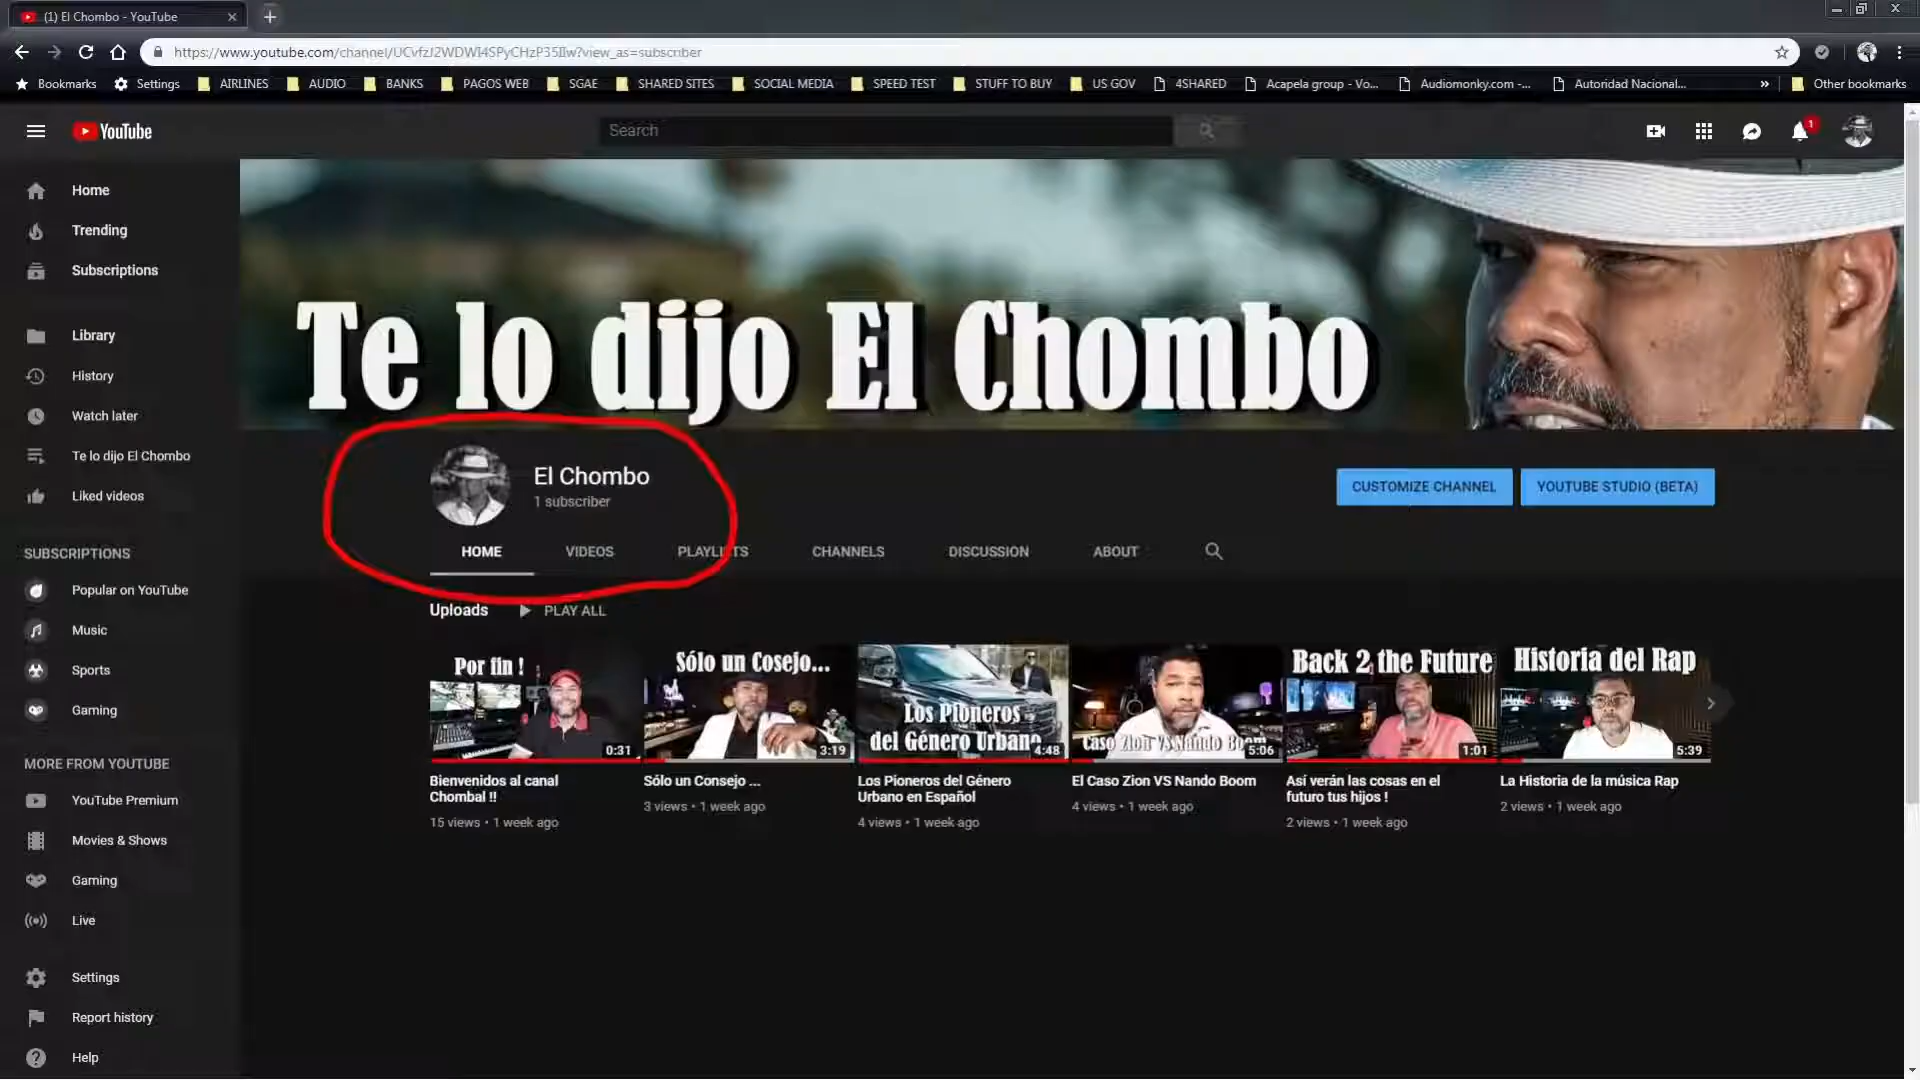 (1) El Chombo - YouTube
https://www.youtube.com/channel/UCvfzJ2WDWI4SPyCHzP35IIw?view_as=subscriber
Bookmarks Settings AIRLINES AUDIO BANKS PAGOS WEB SGAE SHARED SITES SOCIAL MEDIA SPEED TEST STUFF TO BUY US GOV 4SHARED Acapela group - Vo... Audiomonky.com -... Autoridad Nacional... » Other bookmarks
YouTube
Search
1
Home
Trending
Subscriptions
Library
History
Watch later
Te lo dijo El Chombo
Liked videos
SUBSCRIPTIONS
Popular on YouTube
Music
Sports
Gaming
MORE FROM YOUTUBE
YouTube Premium
Movies & Shows
Gaming
Live
Settings
Report history
Help
Te lo dijo El Chombo
El Chombo
1 subscriber
CUSTOMIZE CHANNEL
YOUTUBE STUDIO (BETA)
HOME VIDEOS PLAYLISTS CHANNELS DISCUSSION ABOUT
Uploads PLAY ALL
Por fin !
0:31
Bienvenidos al canal
Chombal !!
15 views • 1 week ago
Sólo un Cosejo...
3:19
Sólo un Consejo ...
3 views • 1 week ago
Los Pioneros
del Género Urbano
4:48
Los Pioneros del Género
Urbano en Español
4 views • 1 week ago
Caso Zion VS Nando Boom
5:06
El Caso Zion VS Nando Boom
4 views • 1 week ago
Back 2 the Future
1:01
Así verán las cosas en el
futuro tus hijos !
2 views • 1 week ago
Historia del Rap
5:39
La Historia de la música Rap
2 views • 1 week ago